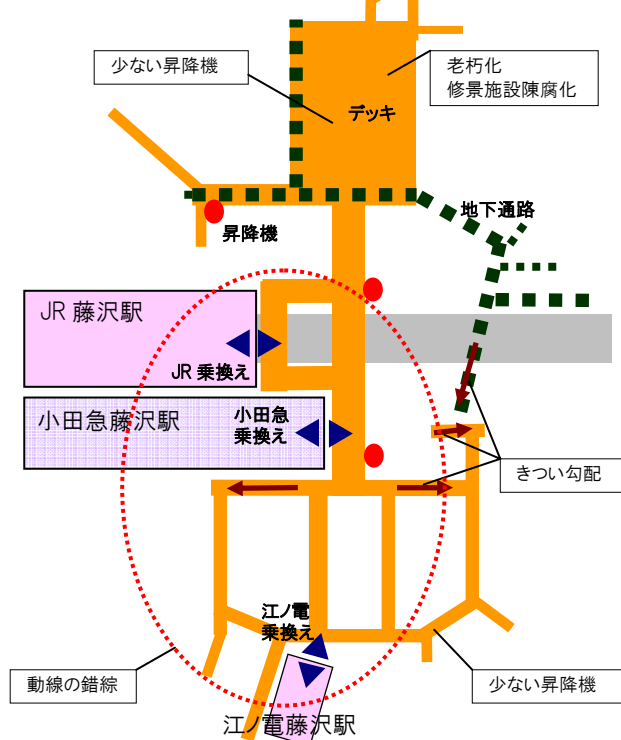 少ない昇降機
老朽化
修景施設陳腐化
デッキ
地下通路
昇降機
JR 藤沢駅
JR 乗換え
小田急藤沢駅
小田急
乗換え
きつい勾配
江ノ電
乗換え
動線の錯綜
少ない昇降機
江ノ電藤沢駅